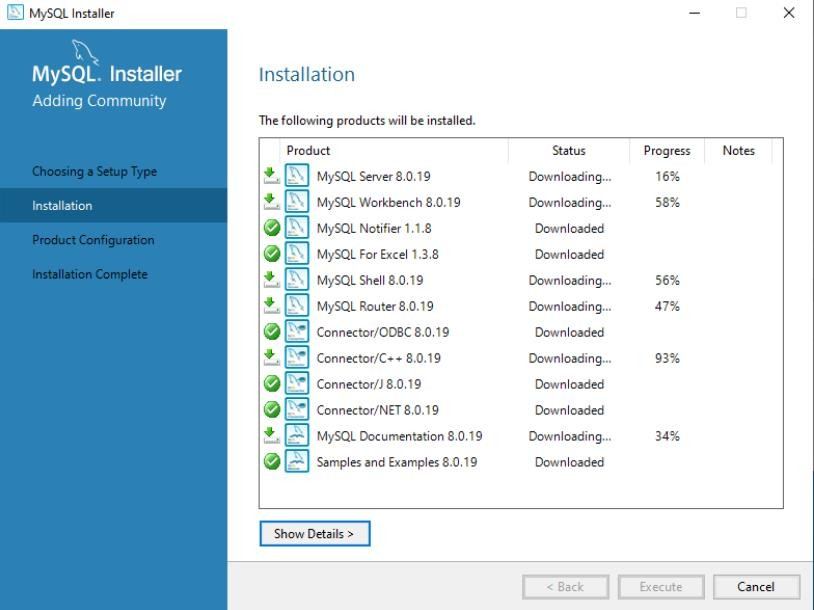 MySQL Installer
MySQL. Installer
Adding Community
Choosing a Setup Type
Installation
Product Configuration
Installation Complete
Installation
The following products will be installed.
Product Status Progress Notes
MySQL Server 8.0.19 Downloading... 16%
MySQL Workbench 8.0.19 Downloading... 58%
MySQL Notifier 1.1.8 Downloaded
MySQL For Excel 1.3.8 Downloaded
MySQL Shell 8.0.19 Downloading... 56%
MySQL Router 8.0.19 Downloading... 47%
Connector/ODBC 8.0.19 Downloaded
Connector/C++ 8.0.19 Downloading... 93%
Connector/J 8.0.19 Downloaded
Connector/NET 8.0.19 Downloaded
MySQL Documentation 8.0.19 Downloading... 34%
Samples and Examples 8.0.19 Downloaded
Show Details >
< Back Execute Cancel